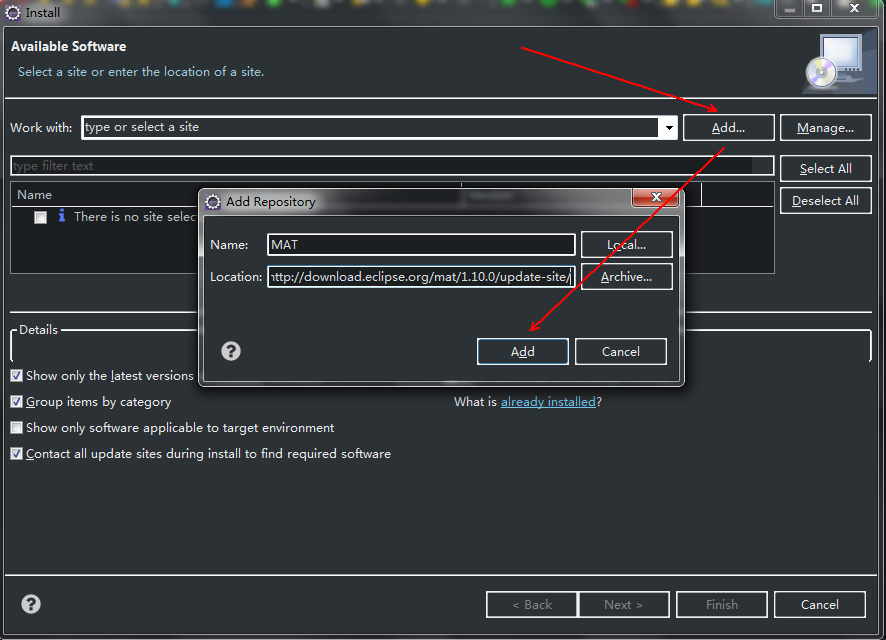 Install
Available Software
Select a site or enter the location of a site.
Work with: type or select a site Add... Manage...
type filter text Select All
Name
There is no site selec Deselect All
Add Repository
Name: MAT Local...
Location: http://download.eclipse.org/mat/1.10.0/update-site/ Archive...
Add Cancel
Details
Show only the latest versions
Group items by category What is already installed?
Show only software applicable to target environment
Contact all update sites during install to find required software
< Back Next > Finish Cancel